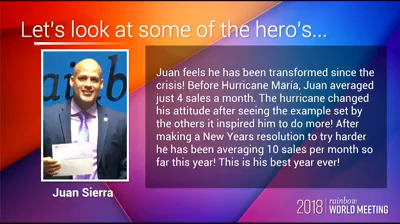 Let's look at some of the hero's...
ainb
Juan feels he has been transformed since the
crisis! Before Hurricane Maria, Juan averaged
just 4 sales a month. The hurricane changed
his attitude after seeing the example set by
the others it inspired him to do more! After
making a New Years resolution to try harder
he has been averaging 10 sales per month so
far this year! This is his best year ever!
Juan Sierra
2018 rainbow
WORLD MEETING